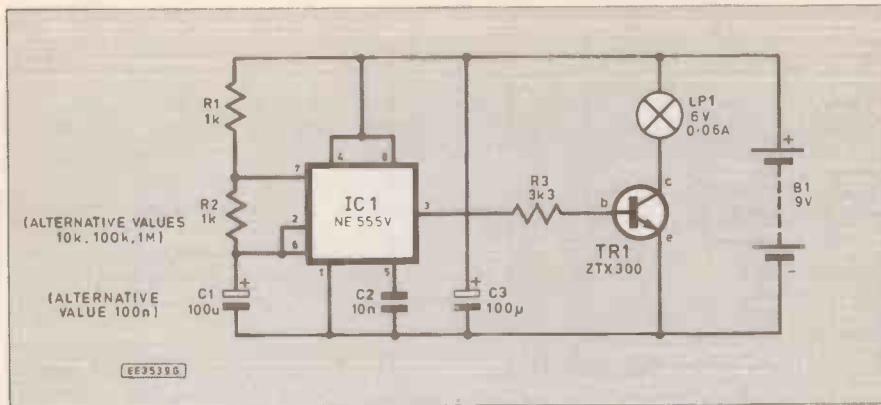 R1
1k
R2
1k
(ALTERNATIVE VALUES
10k, 100k, 1M)
(ALTERNATIVE
VALUE 100n)
C1
100u
+
7
2
6
4
8
IC1
NE555V
3
1
5
C2
10n
+
C3
100µ
R3
3k3
b
c
e
TR1
ZTX300
LP1
6V
0·06A
+
B1
9V
-
EE3539G